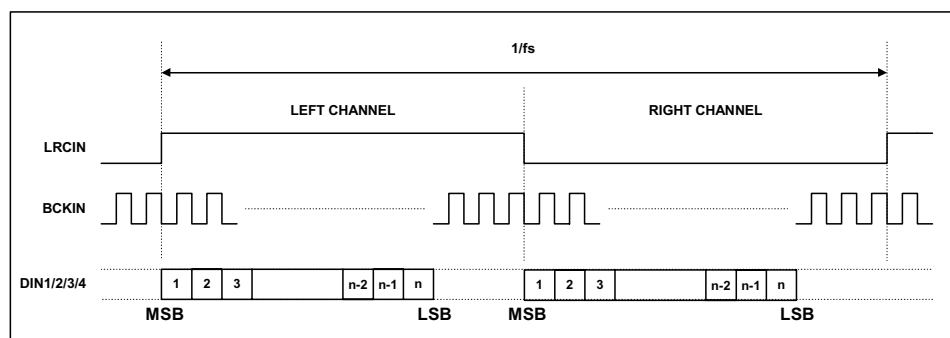 1/fs
LEFT CHANNEL RIGHT CHANNEL
LRCIN
BCKIN
DIN1/2/3/4 1 2 3 n-2 n-1 n 1 2 3 n-2 n-1 n
MSB LSB MSB LSB